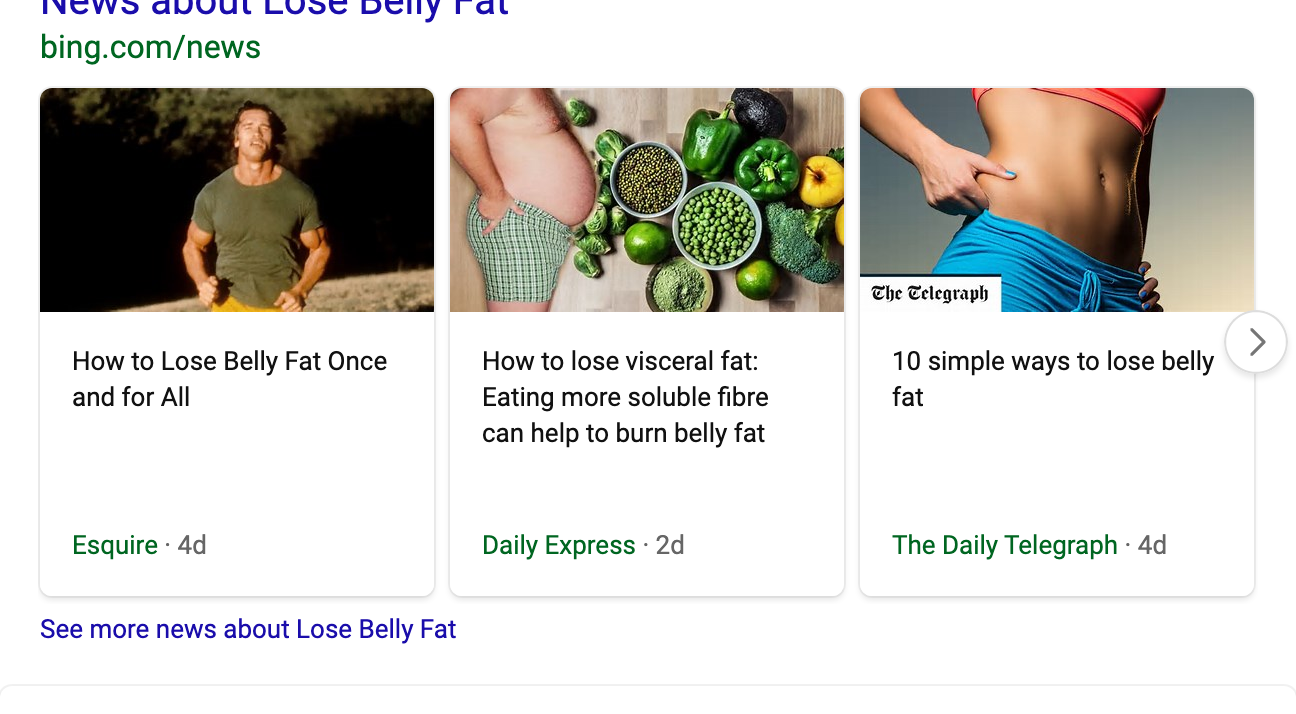 News about Lose Belly Fat
bing.com/news
The Telegraph
How to Lose Belly Fat Once
and for All
Esquire · 4d
How to lose visceral fat:
Eating more soluble fibre
can help to burn belly fat
Daily Express · 2d
10 simple ways to lose belly
fat
The Daily Telegraph · 4d
See more news about Lose Belly Fat